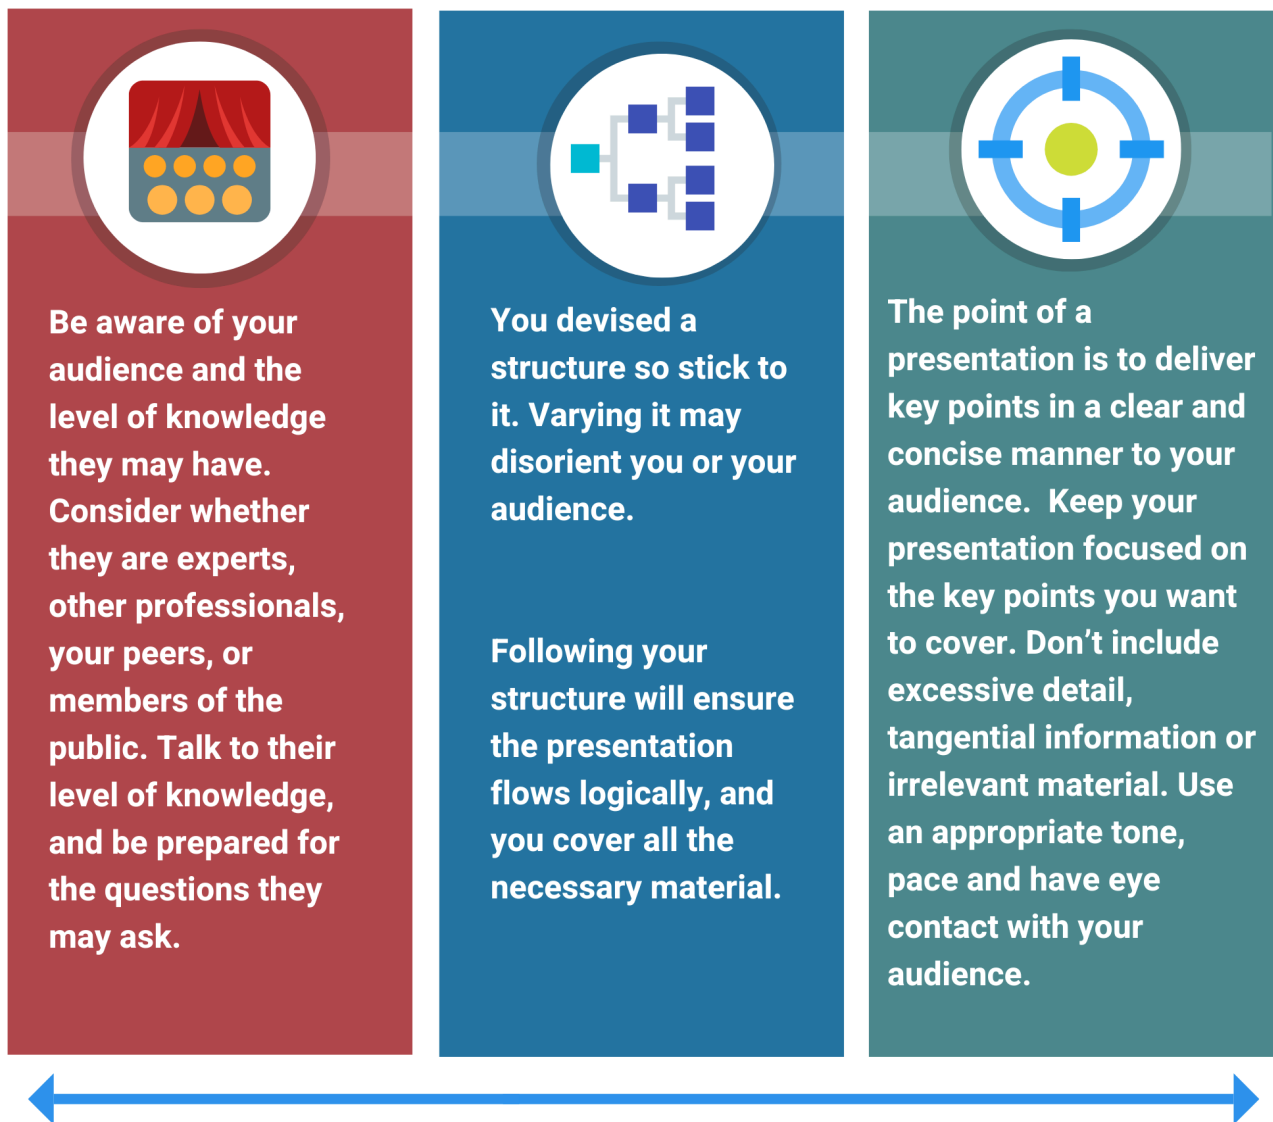 Be aware of your
audience and the
level of knowledge
they may have.
Consider whether
they are experts,
other professionals,
your peers, or
members of the
public. Talk to their
level of knowledge,
and be prepared for
the questions they
may ask.
You devised a
structure so stick to
it. Varying it may
disorient you or your
audience.
Following your
structure will ensure
the presentation
flows logically, and
you cover all the
necessary material.
The point of a
presentation is to deliver
key points in a clear and
concise manner to your
audience.  Keep your
presentation focused on
the key points you want
to cover. Don’t include
excessive detail,
tangential information or
irrelevant material. Use
an appropriate tone,
pace and have eye
contact with your
audience.